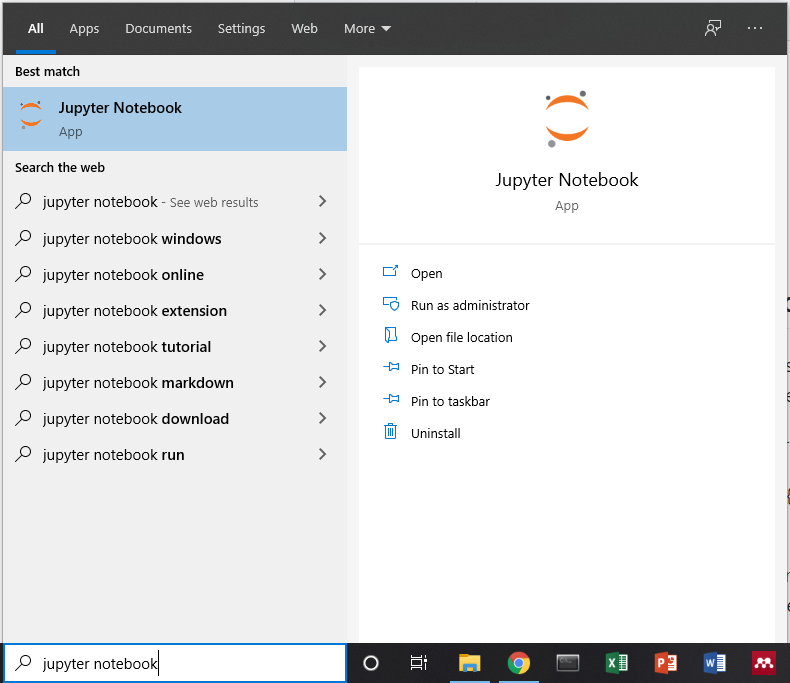 All Apps Documents Settings Web More
Best match
Jupyter Notebook
App
Search the web
jupyter notebook - See web results
jupyter notebook windows
jupyter notebook online
jupyter notebook extension
jupyter notebook tutorial
jupyter notebook markdown
jupyter notebook download
jupyter notebook run
Jupyter Notebook
App
Open
Run as administrator
Open file location
Pin to Start
Pin to taskbar
Uninstall
jupyter notebook